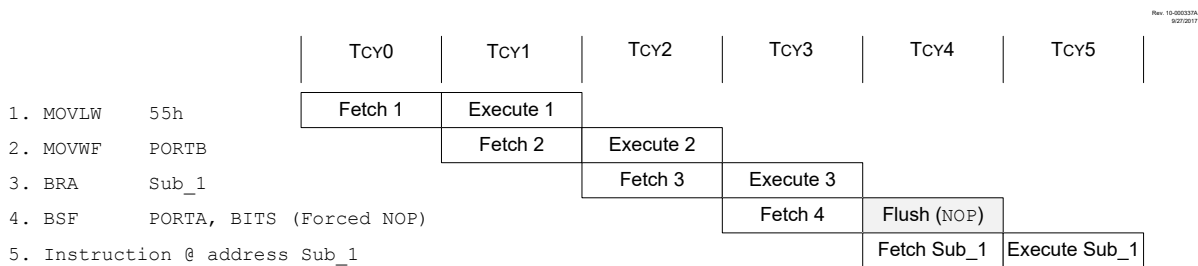 Rev. 10-000337A
9/27/2017
TCY0 TCY1 TCY2 TCY3 TCY4 TCY5
1. MOVLW 55h Fetch 1 Execute 1
2. MOVWF PORTB Fetch 2 Execute 2
3. BRA Sub_1 Fetch 3 Execute 3
4. BSF PORTA, BITS (Forced NOP) Fetch 4 Flush (NOP)
5. Instruction @ address Sub_1 Fetch Sub_1 Execute Sub_1